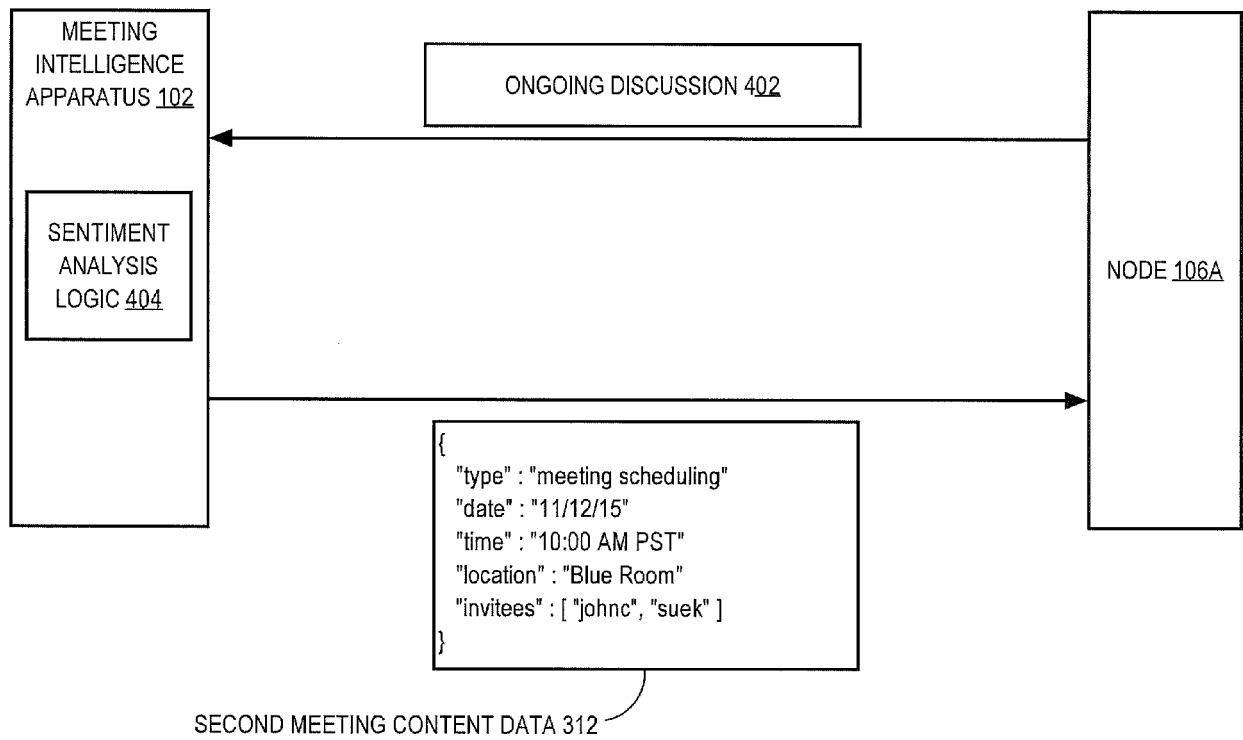 MEETING
INTELLIGENCE
APPARATUS 102
ONGOING DISCUSSION 402
SENTIMENT
ANALYSIS
LOGIC 404
NODE 106A
{
"type" : "meeting scheduling"
"date" : "11/12/15"
"time" : "10:00 AM PST"
"location" : "Blue Room"
"invitees" : [ "johnc", "suek" ]
}
SECOND MEETING CONTENT DATA 312